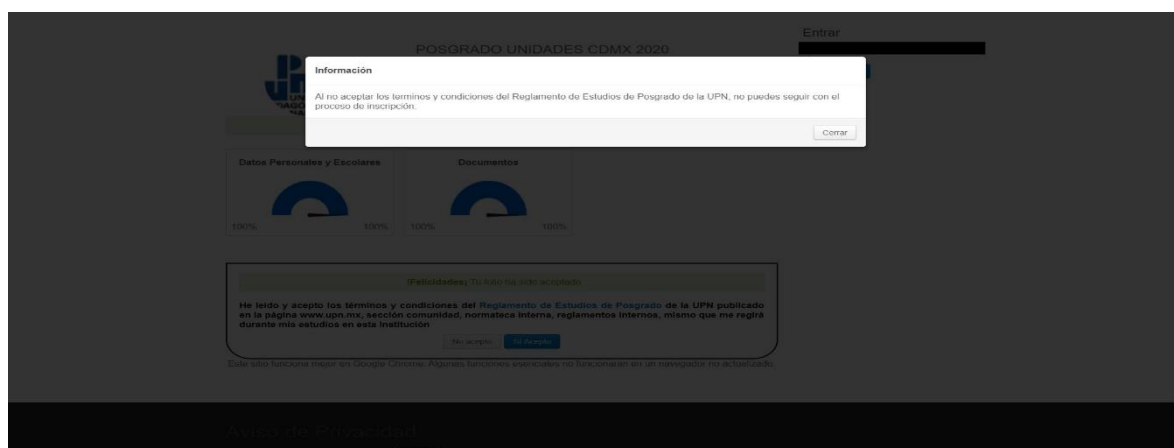 Entrar
POSGRADO UNIDADES CDMX 2020
Información
Al no aceptar los terminos y condiciones del Reglamento de Estudios de Posgrado de la UPN, no puedes seguir con el
proceso de inscripción.
Cerrar
Datos Personales y Escolares
Documentos
100% 100% 100% 100%
¡Felicidades! Tu foto ha sido aceptado
He leído y acepto los términos y condiciones del Reglamento de Estudios de Posgrado de la UPN publicado
en la página www.upn.mx, sección comunidad, normateca interna, reglamentos internos, mismo que me regirá
durante mis estudios en esta Institución
No acepto Si Acepto
Este sitio funciona mejor en Google Chrome. Algunas funciones esenciales no funcionarán en un navegador no actualizado.
Aviso de Privacidad